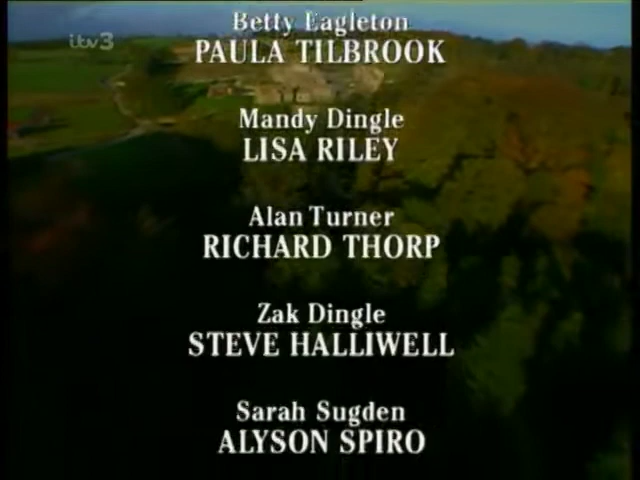 Betty Eagleton
itv3
PAULA TILBROOK
Mandy Dingle
LISA RILEY
Alan Turner
RICHARD THORP
Zak Dingle
STEVE HALLIWELL
Sarah Sugden
ALYSON SPIRO